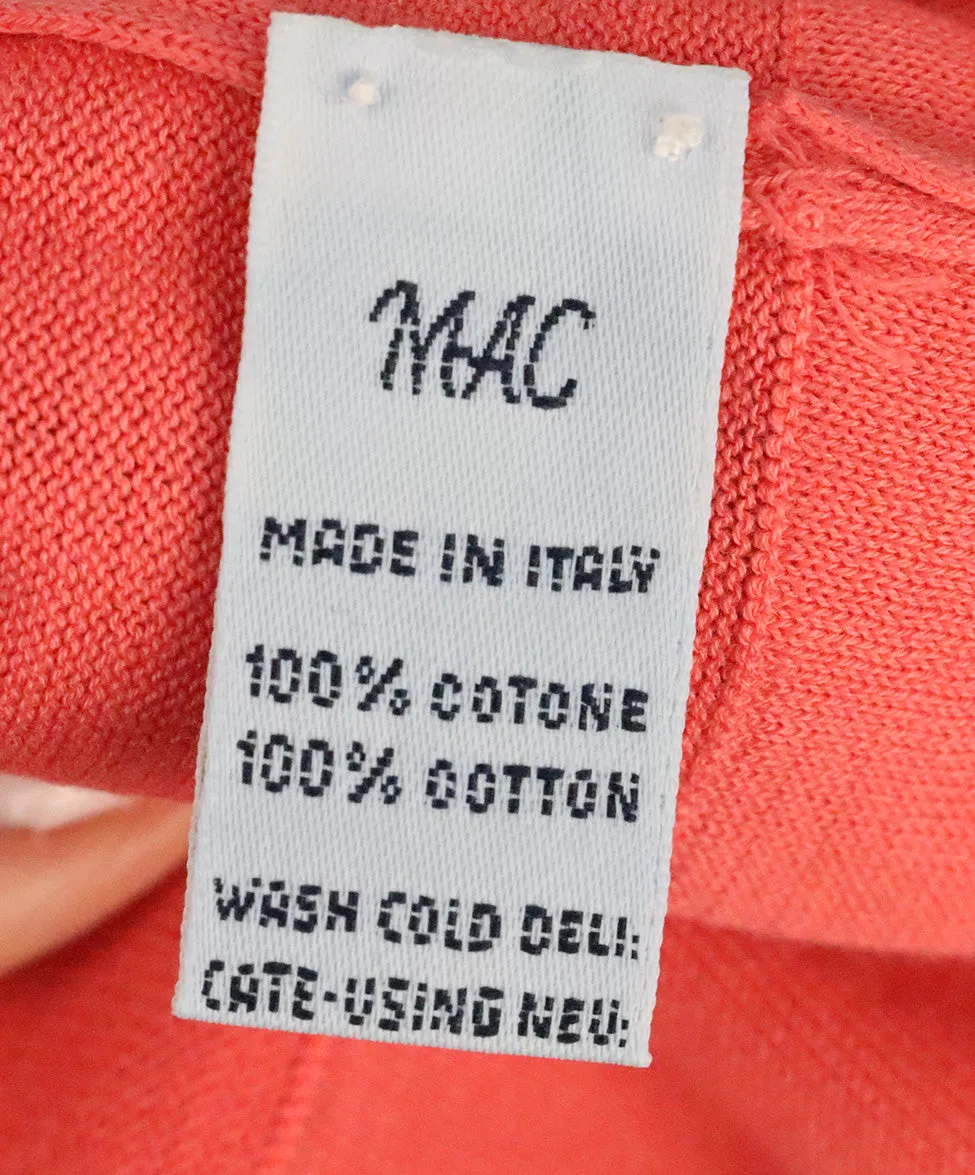 MAC
MADE IN ITALY
100% COTONE
100% COTTON
WASH COLD DELI:
CATE-USING NEU: